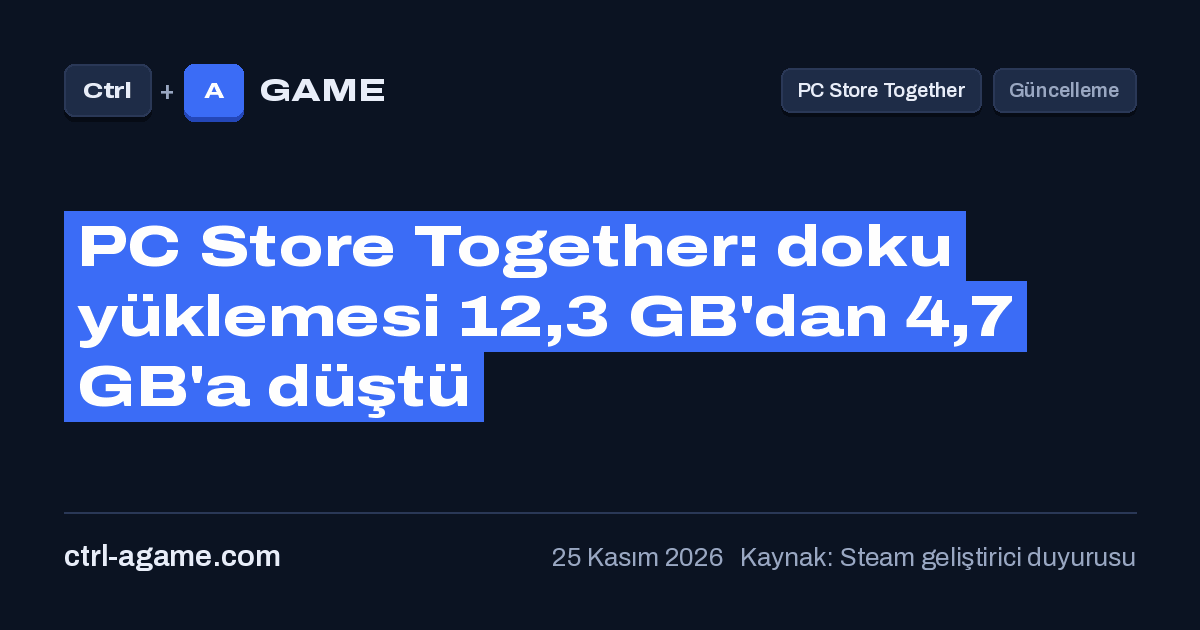 Ctrl + A GAME
PC Store Together
Güncelleme
PC Store Together: doku
yüklemesi 12,3 GB'dan 4,7
GB'a düştü
ctrl-agame.com
25 Kasım 2026 Kaynak: Steam geliştirici duyurusu